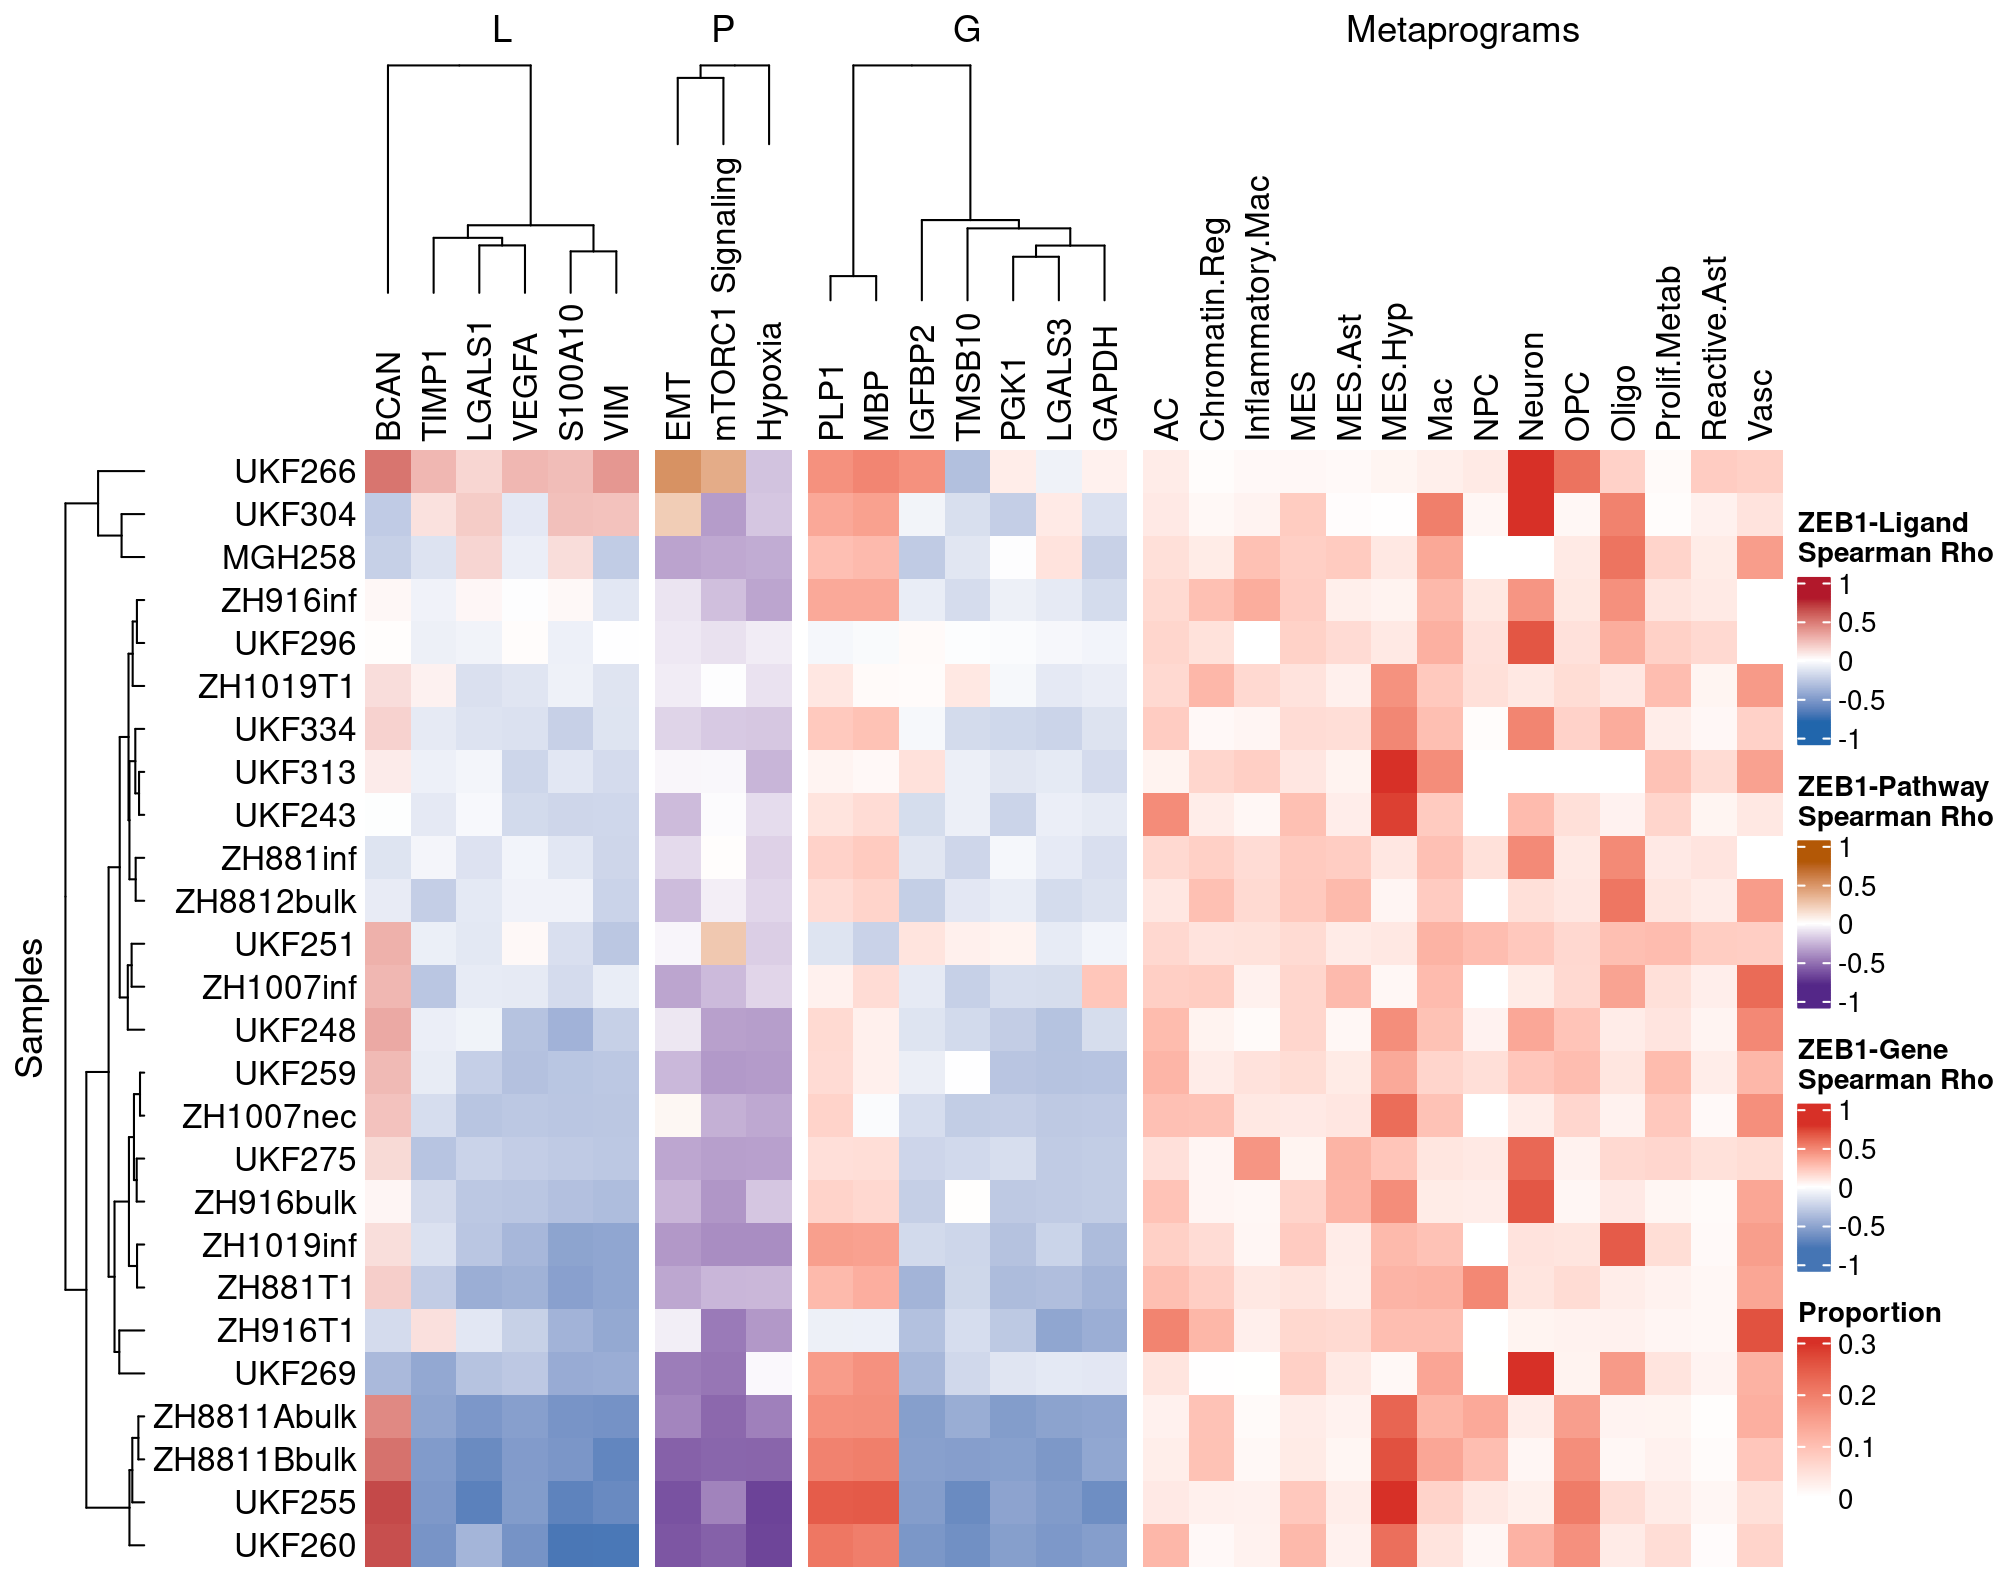 L P G Metaprograms
BCAN TIMP1 LGALS1 VEGFA S100A10 VIM EMT mTORC1 Signaling Hypoxia PLP1 MBP IGFBP2 TMSB10 PGK1 LGALS3 GAPDH AC Chromatin.Reg Inflammatory.Mac MES MES.Ast MES.Hyp Mac NPC Neuron OPC Oligo Prolif.Metab Reactive.Ast Vasc
Samples
UKF266
UKF304
MGH258
ZH916inf
UKF296
ZH1019T1
UKF334
UKF313
UKF243
ZH881inf
ZH8812bulk
UKF251
ZH1007inf
UKF248
UKF259
ZH1007nec
UKF275
ZH916bulk
ZH1019inf
ZH881T1
ZH916T1
UKF269
ZH8811Abulk
ZH8811Bbulk
UKF255
UKF260
ZEB1-Ligand
Spearman Rho
1
0.5
0
-0.5
-1
ZEB1-Pathway
Spearman Rho
1
0.5
0
-0.5
-1
ZEB1-Gene
Spearman Rho
1
0.5
0
-0.5
-1
Proportion
0.3
0.2
0.1
0